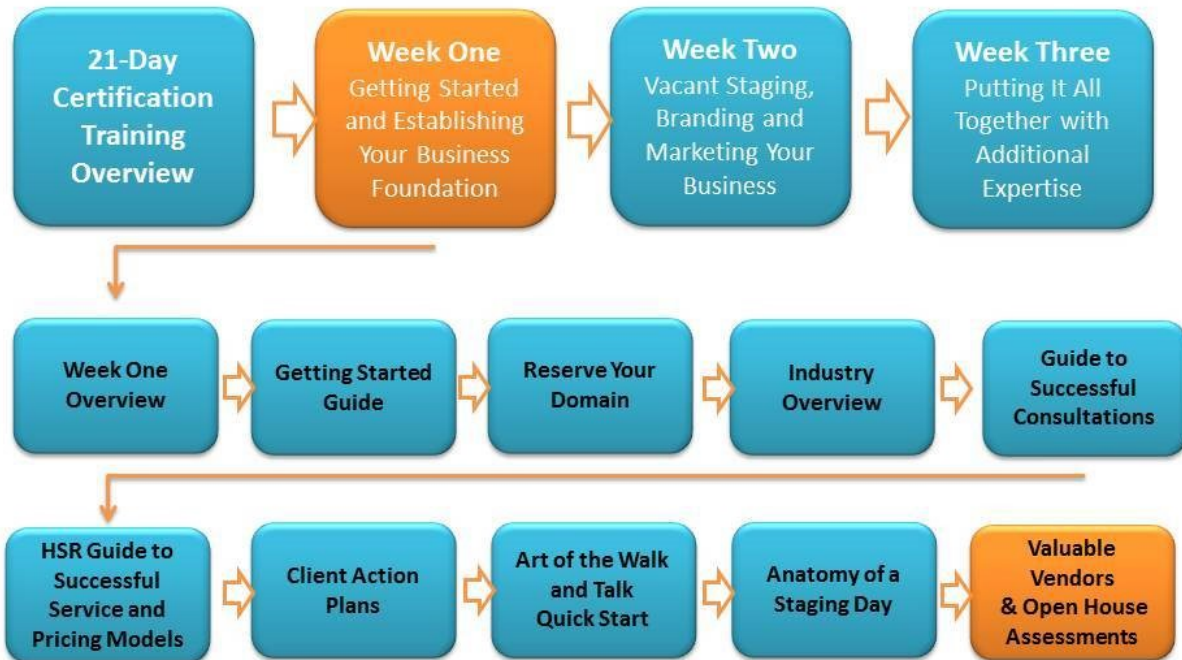 21-Day
Certification
Training
Overview
Week One
Getting Started
and Establishing
Your Business
Foundation
Week Two
Vacant Staging,
Branding and
Marketing Your
Business
Week Three
Putting It All
Together with
Additional
Expertise
Week One
Overview
Getting Started
Guide
Reserve Your
Domain
Industry
Overview
Guide to
Successful
Consultations
HSR Guide to
Successful
Service and
Pricing Models
Client Action
Plans
Art of the Walk
and Talk
Quick Start
Anatomy of a
Staging Day
Valuable
Vendors
& Open House
Assessments